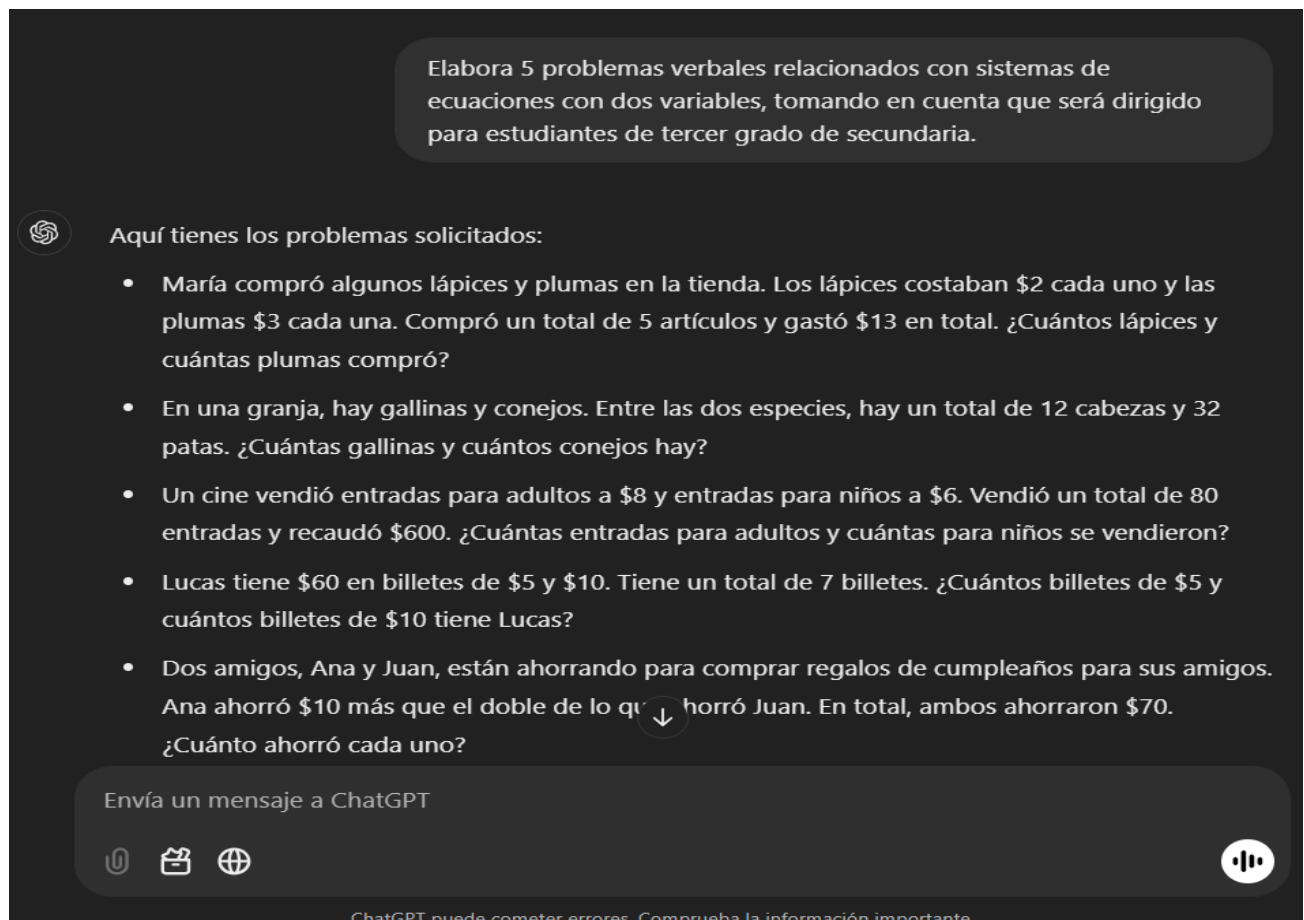 Elabora 5 problemas verbales relacionados con sistemas de
ecuaciones con dos variables, tomando en cuenta que será dirigido
para estudiantes de tercer grado de secundaria.
Aquí tienes los problemas solicitados:
• María compró algunos lápices y plumas en la tienda. Los lápices costaban $2 cada uno y las
plumas $3 cada una. Compró un total de 5 artículos y gastó $13 en total. ¿Cuántos lápices y
cuántas plumas compró?
• En una granja, hay gallinas y conejos. Entre las dos especies, hay un total de 12 cabezas y 32
patas. ¿Cuántas gallinas y cuántos conejos hay?
• Un cine vendió entradas para adultos a $8 y entradas para niños a $6. Vendió un total de 80
entradas y recaudó $600. ¿Cuántas entradas para adultos y cuántas para niños se vendieron?
• Lucas tiene $60 en billetes de $5 y $10. Tiene un total de 7 billetes. ¿Cuántos billetes de $5 y
cuántos billetes de $10 tiene Lucas?
• Dos amigos, Ana y Juan, están ahorrando para comprar regalos de cumpleaños para sus amigos.
Ana ahorró $10 más que el doble de lo horró Juan. En total, ambos ahorraron $70.
¿Cuánto ahorró cada uno?
Envía un mensaje a ChatGPT
ChatGPT puede cometer errores. Comprueba la información importante.